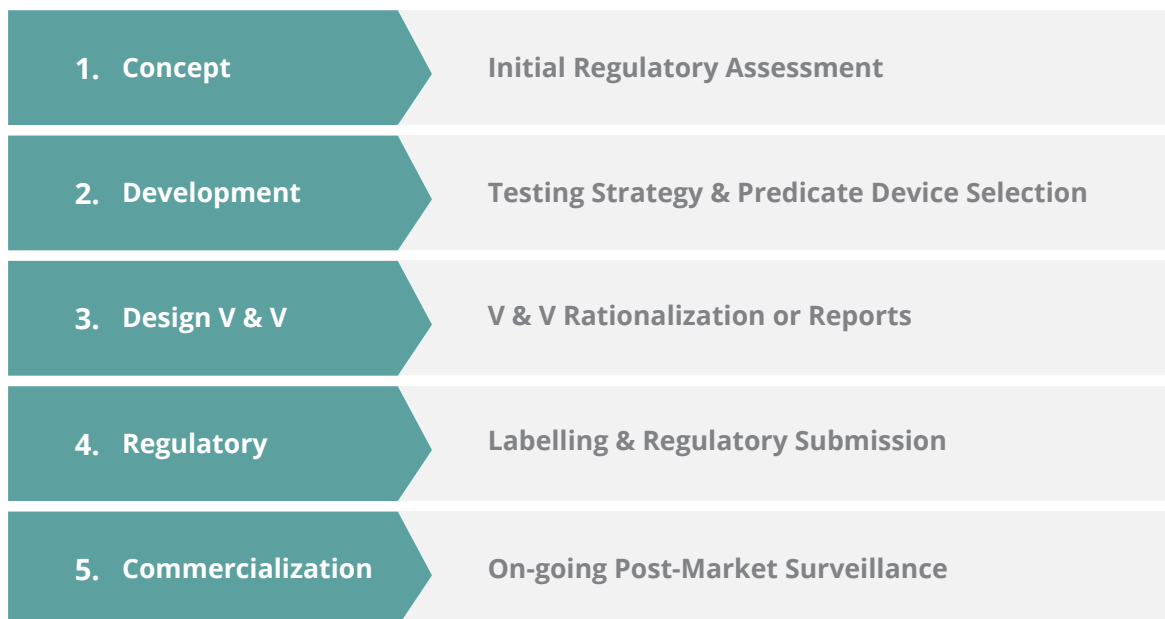 1. Concept Initial Regulatory Assessment
2. Development Testing Strategy & Predicate Device Selection
3. Design V & V V & V Rationalization or Reports
4. Regulatory Labelling & Regulatory Submission
5. Commercialization On-going Post-Market Surveillance